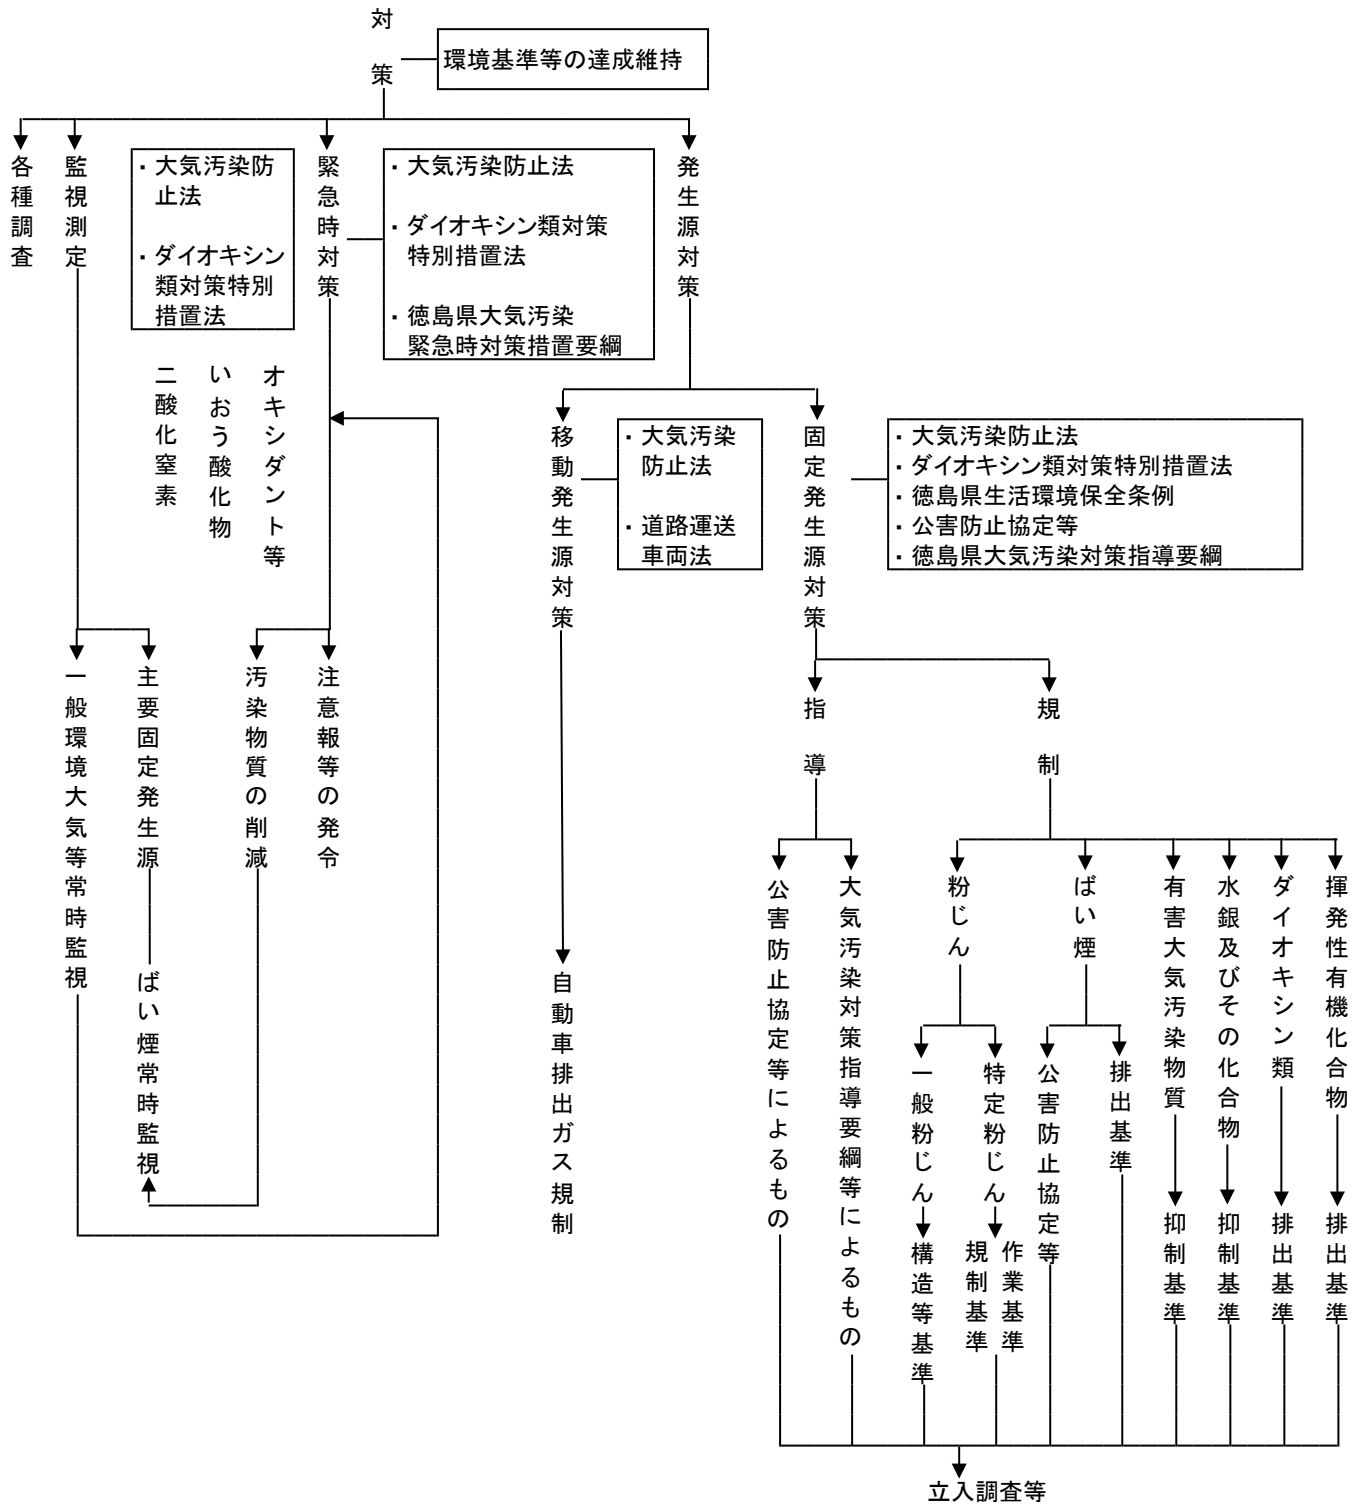 対策
環境基準等の達成維持
各種調査
監視測定
・大気汚染防
止法
・ダイオキシン
類対策特別
措置法
緊急時対策
・大気汚染防止法
・ダイオキシン類対策
特別措置法
・徳島県大気汚染
緊急時対策措置要綱
発生源対策
二酸化窒素
いおう酸化物
オキシダント等
移動発生源対策
・大気汚染
防止法
・道路運送
車両法
固定発生源対策
・大気汚染防止法
・ダイオキシン類対策特別措置法
・徳島県生活環境保全条例
・公害防止協定等
・徳島県大気汚染対策指導要綱
一般環境大気等常時監視
主要固定発生源
ばい煙常時監視
汚染物質の削減
注意報等の発令
自動車排出ガス規制
指導
規制
公害防止協定等によるもの
大気汚染対策指導要綱等によるもの
粉じん
ばい煙
有害大気汚染物質
水銀及びその化合物
ダイオキシン類
揮発性有機化合物
一般粉じん
特定粉じん
公害防止協定等
排出基準
構造等基準
規制基準
作業基準
抑制基準
抑制基準
排出基準
排出基準
立入調査等